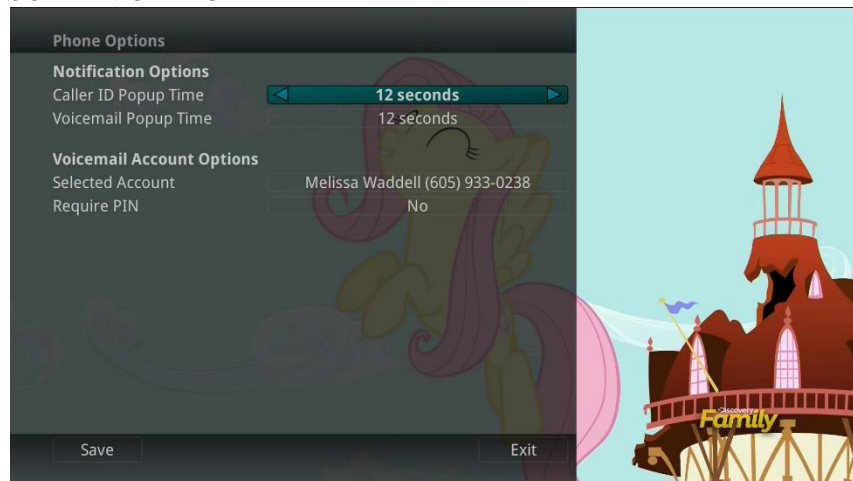 Phone Options
Notification Options
Caller ID Popup Time 12 seconds
Voicemail Popup Time 12 seconds
Voicemail Account Options
Selected Account Melissa Waddell (605) 933-0238
Require PIN No
Discovery
Family
Save Exit